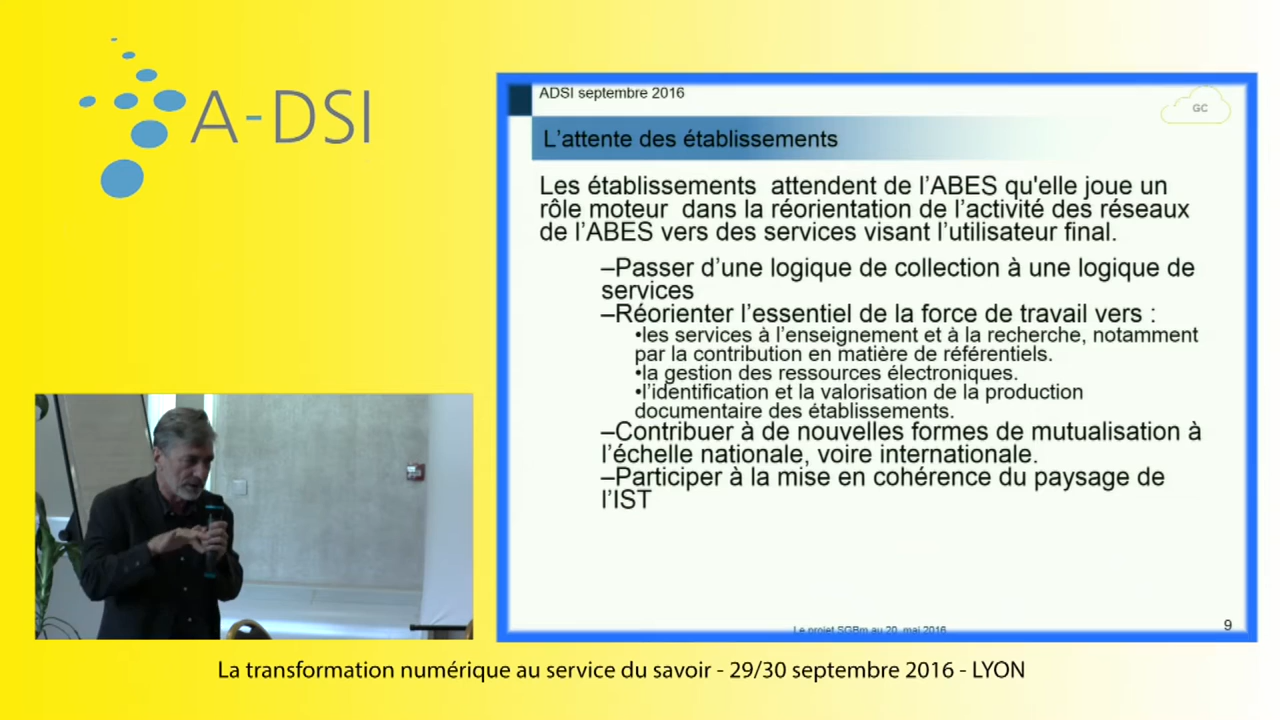 A-DSI
ADSI septembre 2016
GC
L'attente des établissements
Les établissements attendent de l'ABES qu'elle joue un
rôle moteur dans la réorientation de l'activité des réseaux
de l'ABES vers des services visant l'utilisateur final.
–Passer d'une logique de collection à une logique de
services
–Réorienter l'essentiel de la force de travail vers :
•les services à l'enseignement et à la recherche, notamment
par la contribution en matière de référentiels.
•la gestion des ressources électroniques.
•l'identification et la valorisation de la production
documentaire des établissements.
–Contribuer à de nouvelles formes de mutualisation à
l'échelle nationale, voire internationale.
–Participer à la mise en cohérence du paysage de
l'IST
Le projet SGBm au 20 mai 2016
9
La transformation numérique au service du savoir - 29/30 septembre 2016 - LYON